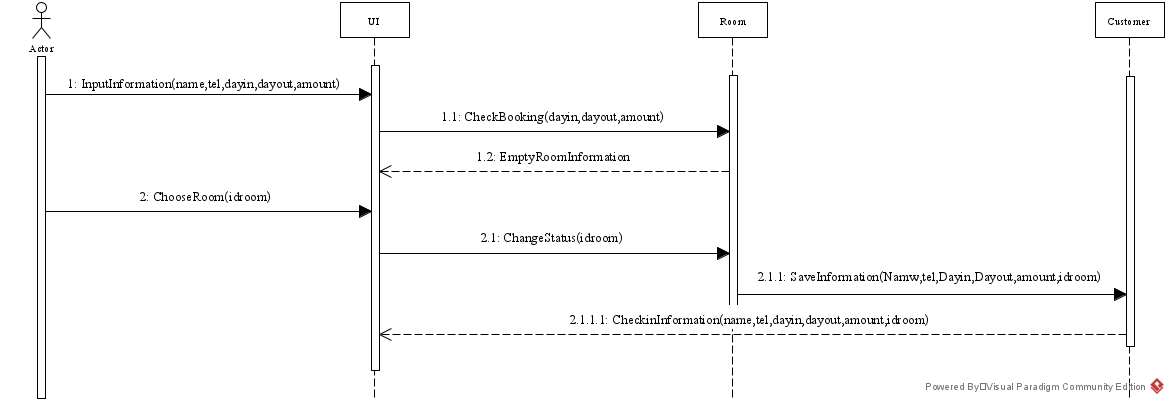 UI
Room
Customer
Actor
1: InputInformation(name,tel,dayin,dayout,amount)
1.1: CheckBooking(dayin,dayout,amount)
1.2: EmptyRoomInformation
2: ChooseRoom(idroom)
2.1: ChangeStatus(idroom)
2.1.1: SaveInformation(Namw,tel,Dayin,Dayout,amount,idroom)
2.1.1.1: CheckinInformation(name,tel,dayin,dayout,amount,idroom)
Powered By Visual Paradigm Community Edition